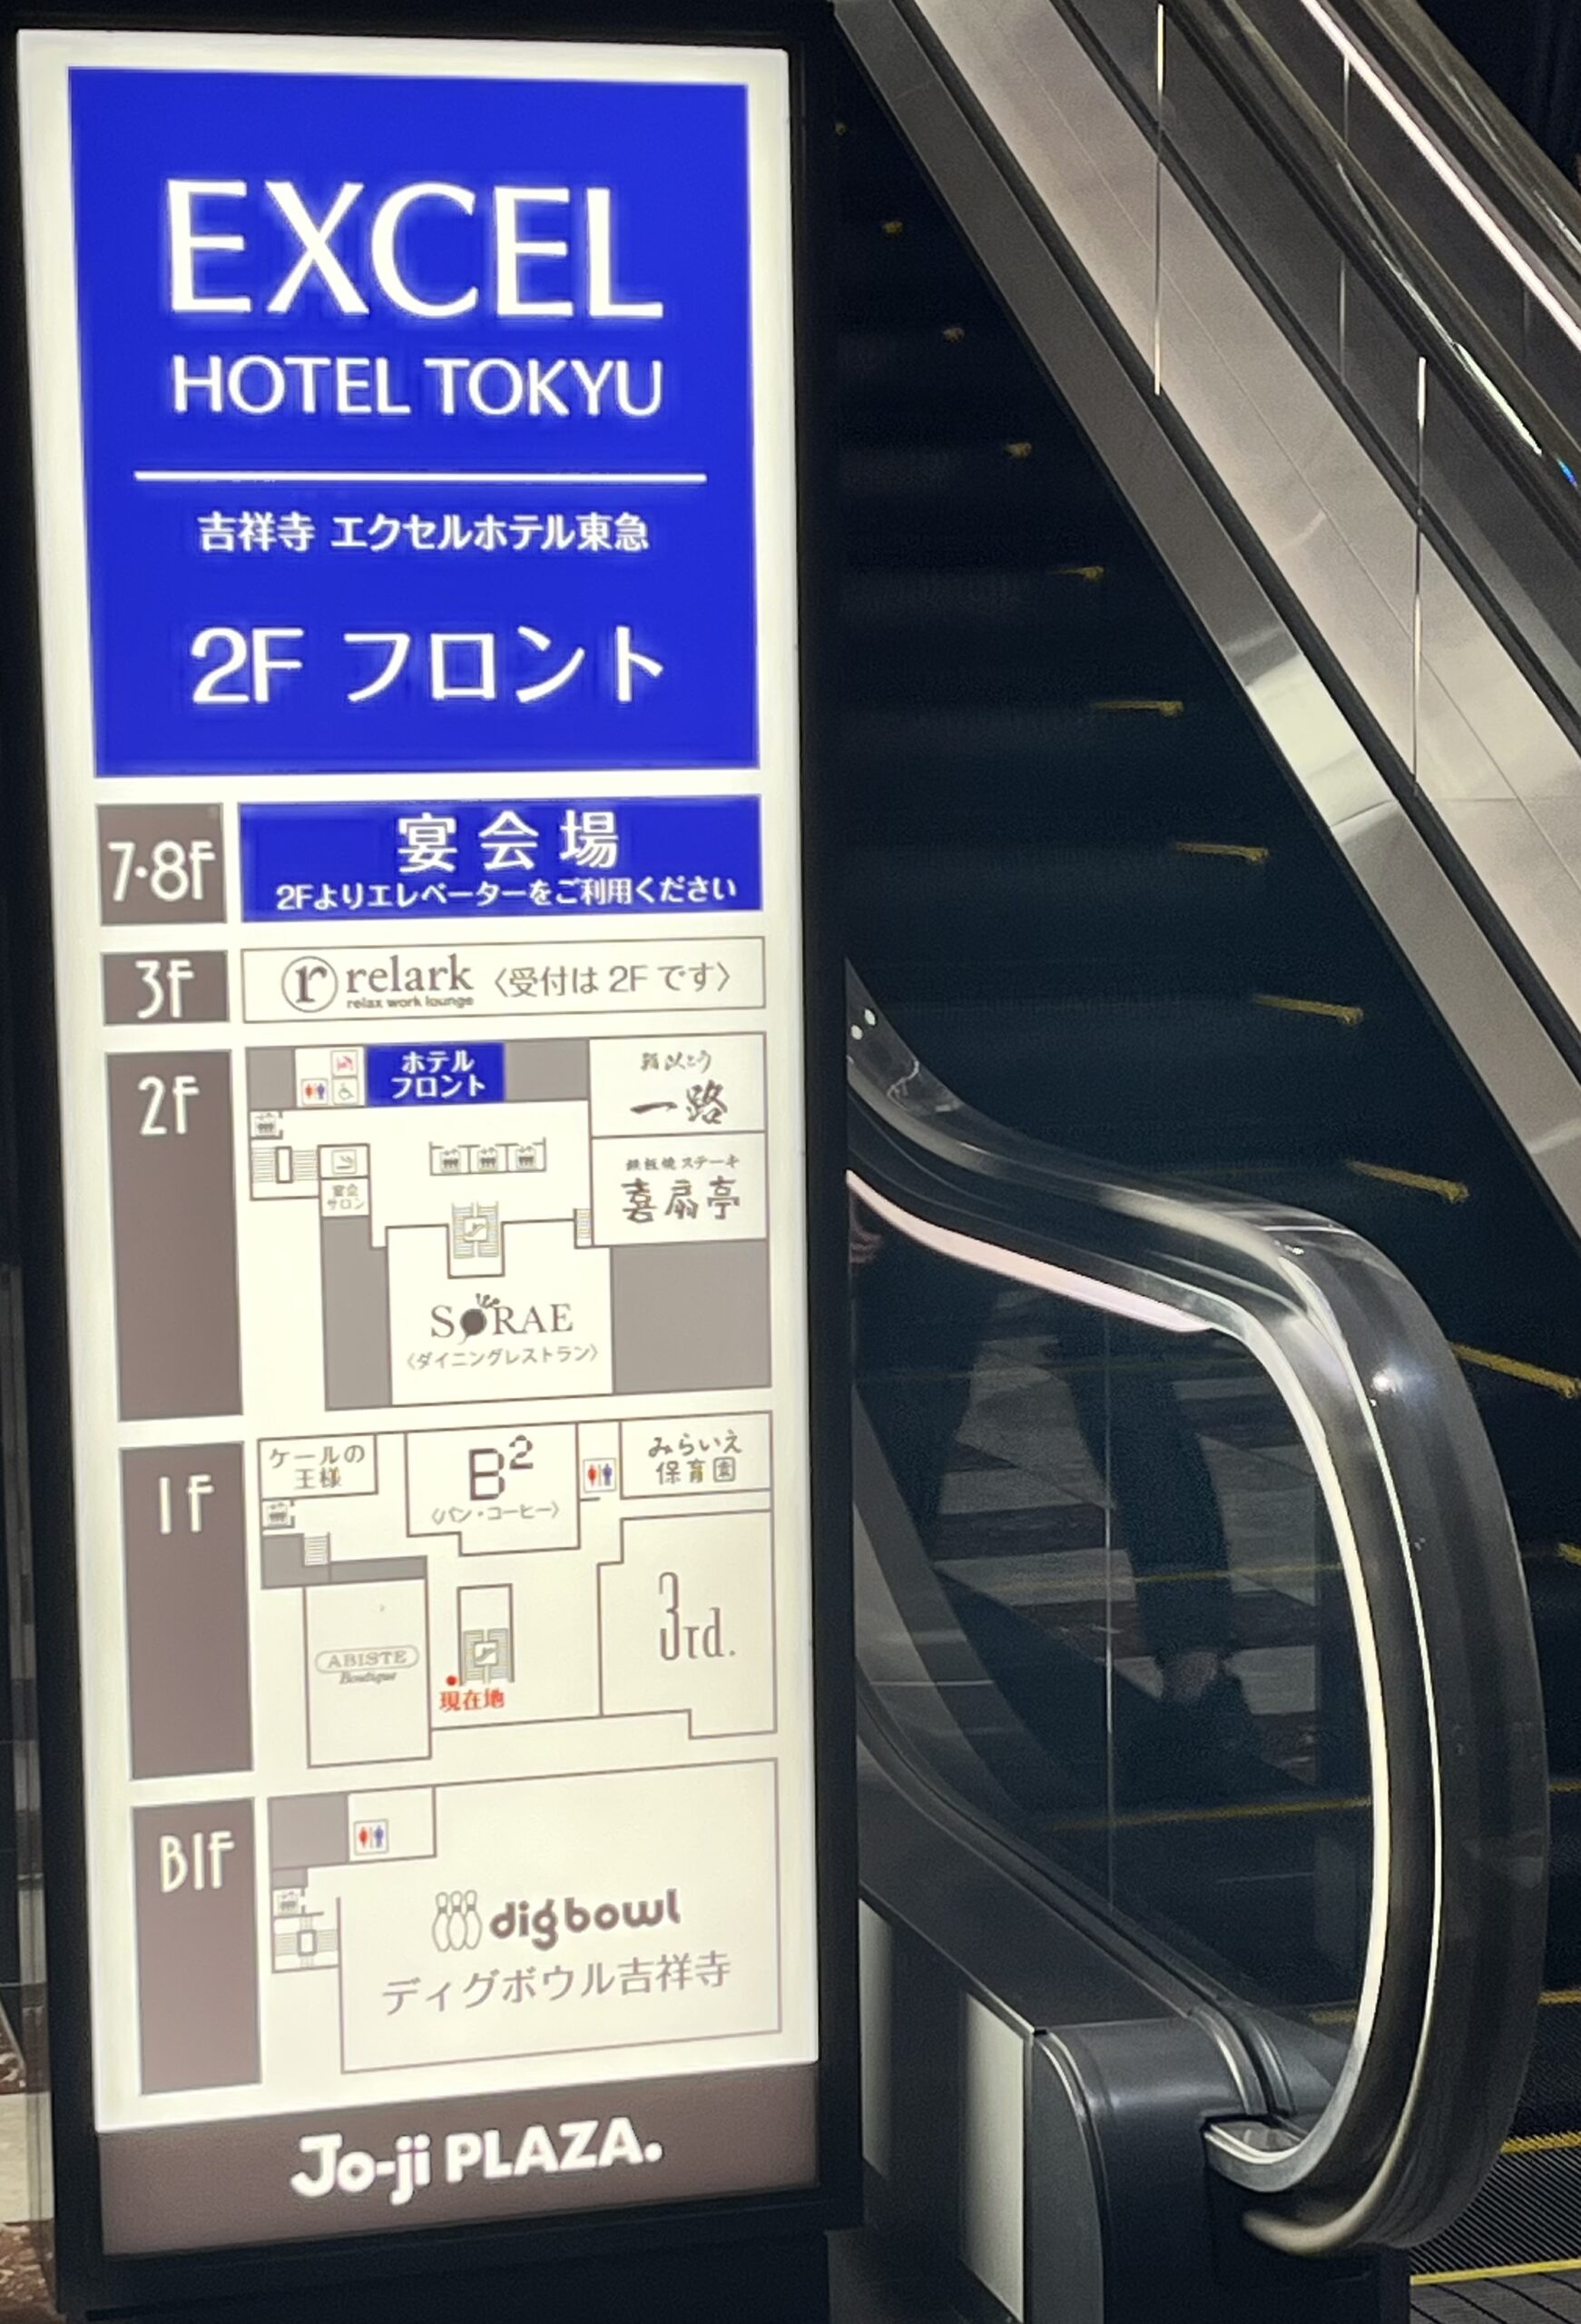 EXCEL
HOTEL TOKYU
吉祥寺 エクセルホテル東急
2F フロント
7・8F
宴会場
2Fよりエレベーターをご利用ください
3F
r relark 〈受付は 2F です〉
relax work lounge
2F
ホテル
フロント
一路
鉄板焼 ステーキ
喜扇亭
宴会
サロン
SORAE
〈ダイニングレストラン〉
1F
ケールの
王様
B2
〈パン・コーヒー〉
みらいえ
保育園
ABISTE
Boutique
3rd.
現在地
B1F
digbowl
ディグボウル吉祥寺
Jo-ji PLAZA.